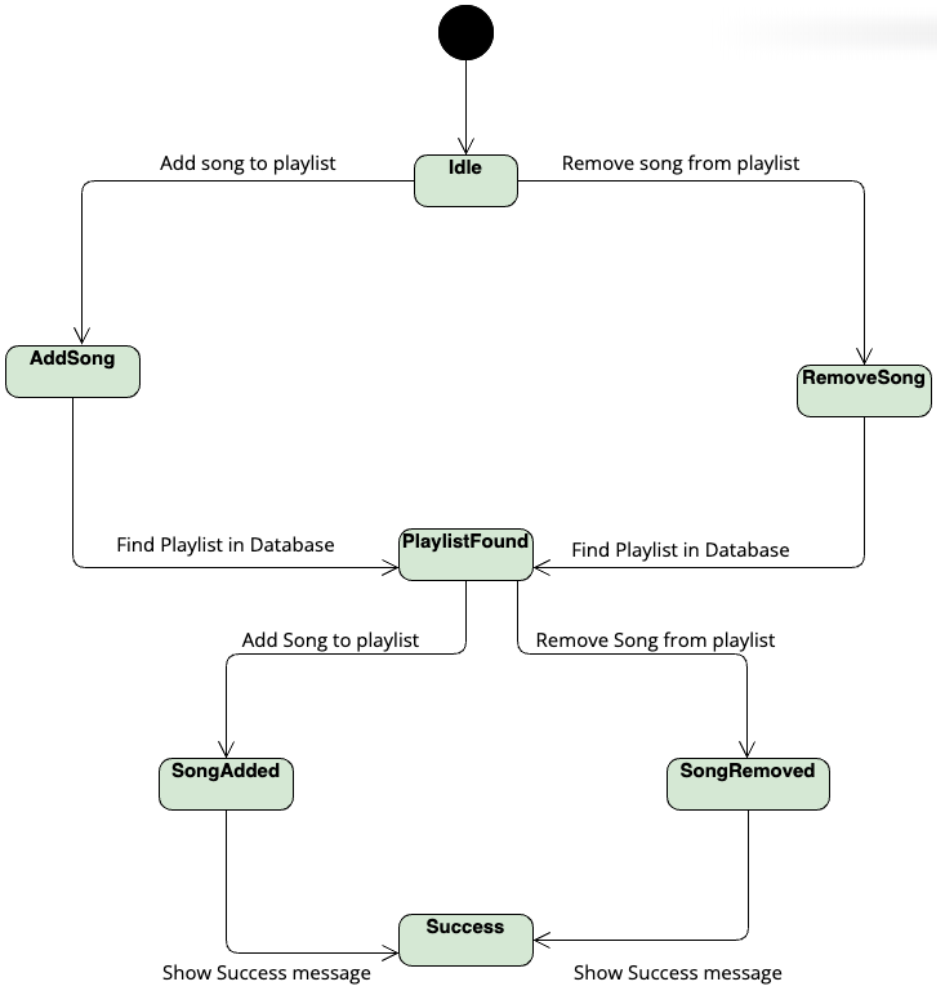 Add song to playlist
Idle
Remove song from playlist
AddSong
RemoveSong
Find Playlist in Database
PlaylistFound
Find Playlist in Database
Add Song to playlist
Remove Song from playlist
SongAdded
SongRemoved
Success
Show Success message
Show Success message